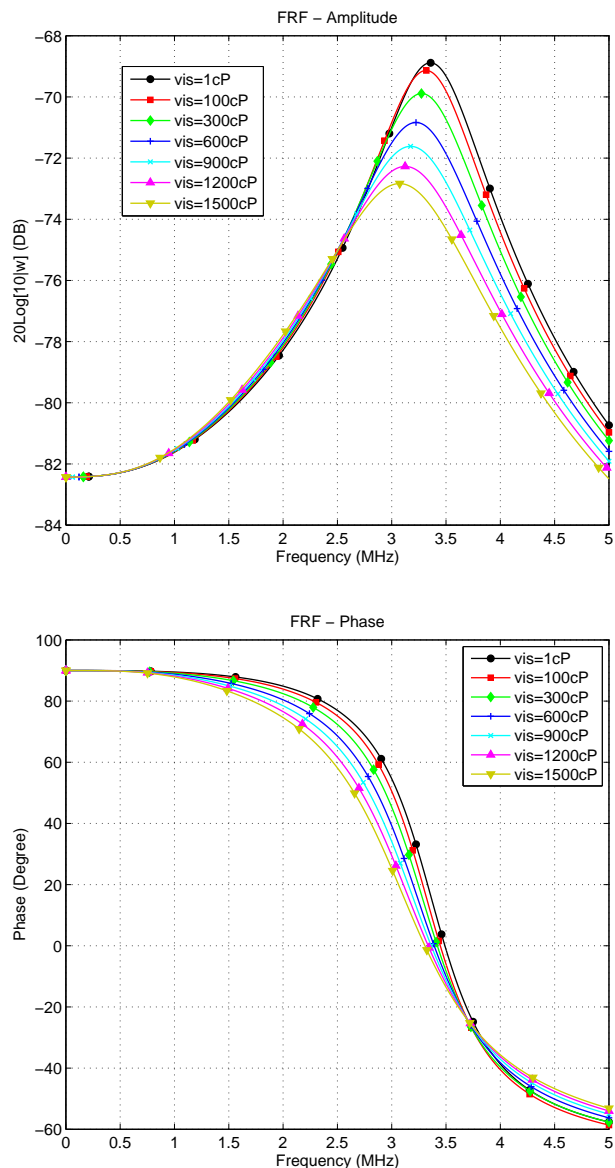 FRF − Amplitude
−68
−70
−72
−74
−76
−78
−80
−82
−84
20Log[10|w] (DB)
vis=1cP
vis=100cP
vis=300cP
vis=600cP
vis=900cP
vis=1200cP
vis=1500cP
0 0.5 1 1.5 2 2.5 3 3.5 4 4.5 5
Frequency (MHz)
FRF − Phase
100
80
60
40
20
0
−20
−40
−60
Phase (Degree)
vis=1cP
vis=100cP
vis=300cP
vis=600cP
vis=900cP
vis=1200cP
vis=1500cP
0 0.5 1 1.5 2 2.5 3 3.5 4 4.5 5
Frequency (MHz)